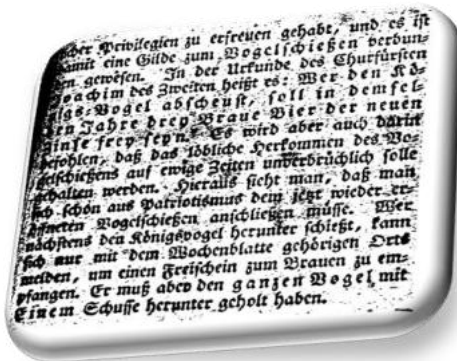 scher Privilegien zu erfreuen gehabt, und es ist
damit eine Gilde zum Vogelschießen verbun-
den gewesen. In der Urkunde des Churfürsten
Joachim des Zweiten heißt es: Wer den Kö-
nigs-Vogel abscheust, soll in demsel-
ben Jahre drey Braue Bier der neuen
Zinse frey seyn. Es wird aber auch darin
befohlen, daß das löbliche Herkommen des Vo-
gelschießens auf ewige Zeiten unverbrüchlich solle
gehalten werden. Hieraus sieht man, daß man
sich schon aus Patriotismus dem jetzt wieder er-
öffneten Vogelschießen anschließen müsse. Wer
nächstens den Königsvogel herunter schießt, kann
sich nur mit dem Wochenblatte gehörigen Orts
melden, um einen Freischein zum Brauen zu em-
pfangen. Er muß aber den ganzen Vogel mit
Einem Schusse herunter geholt haben.